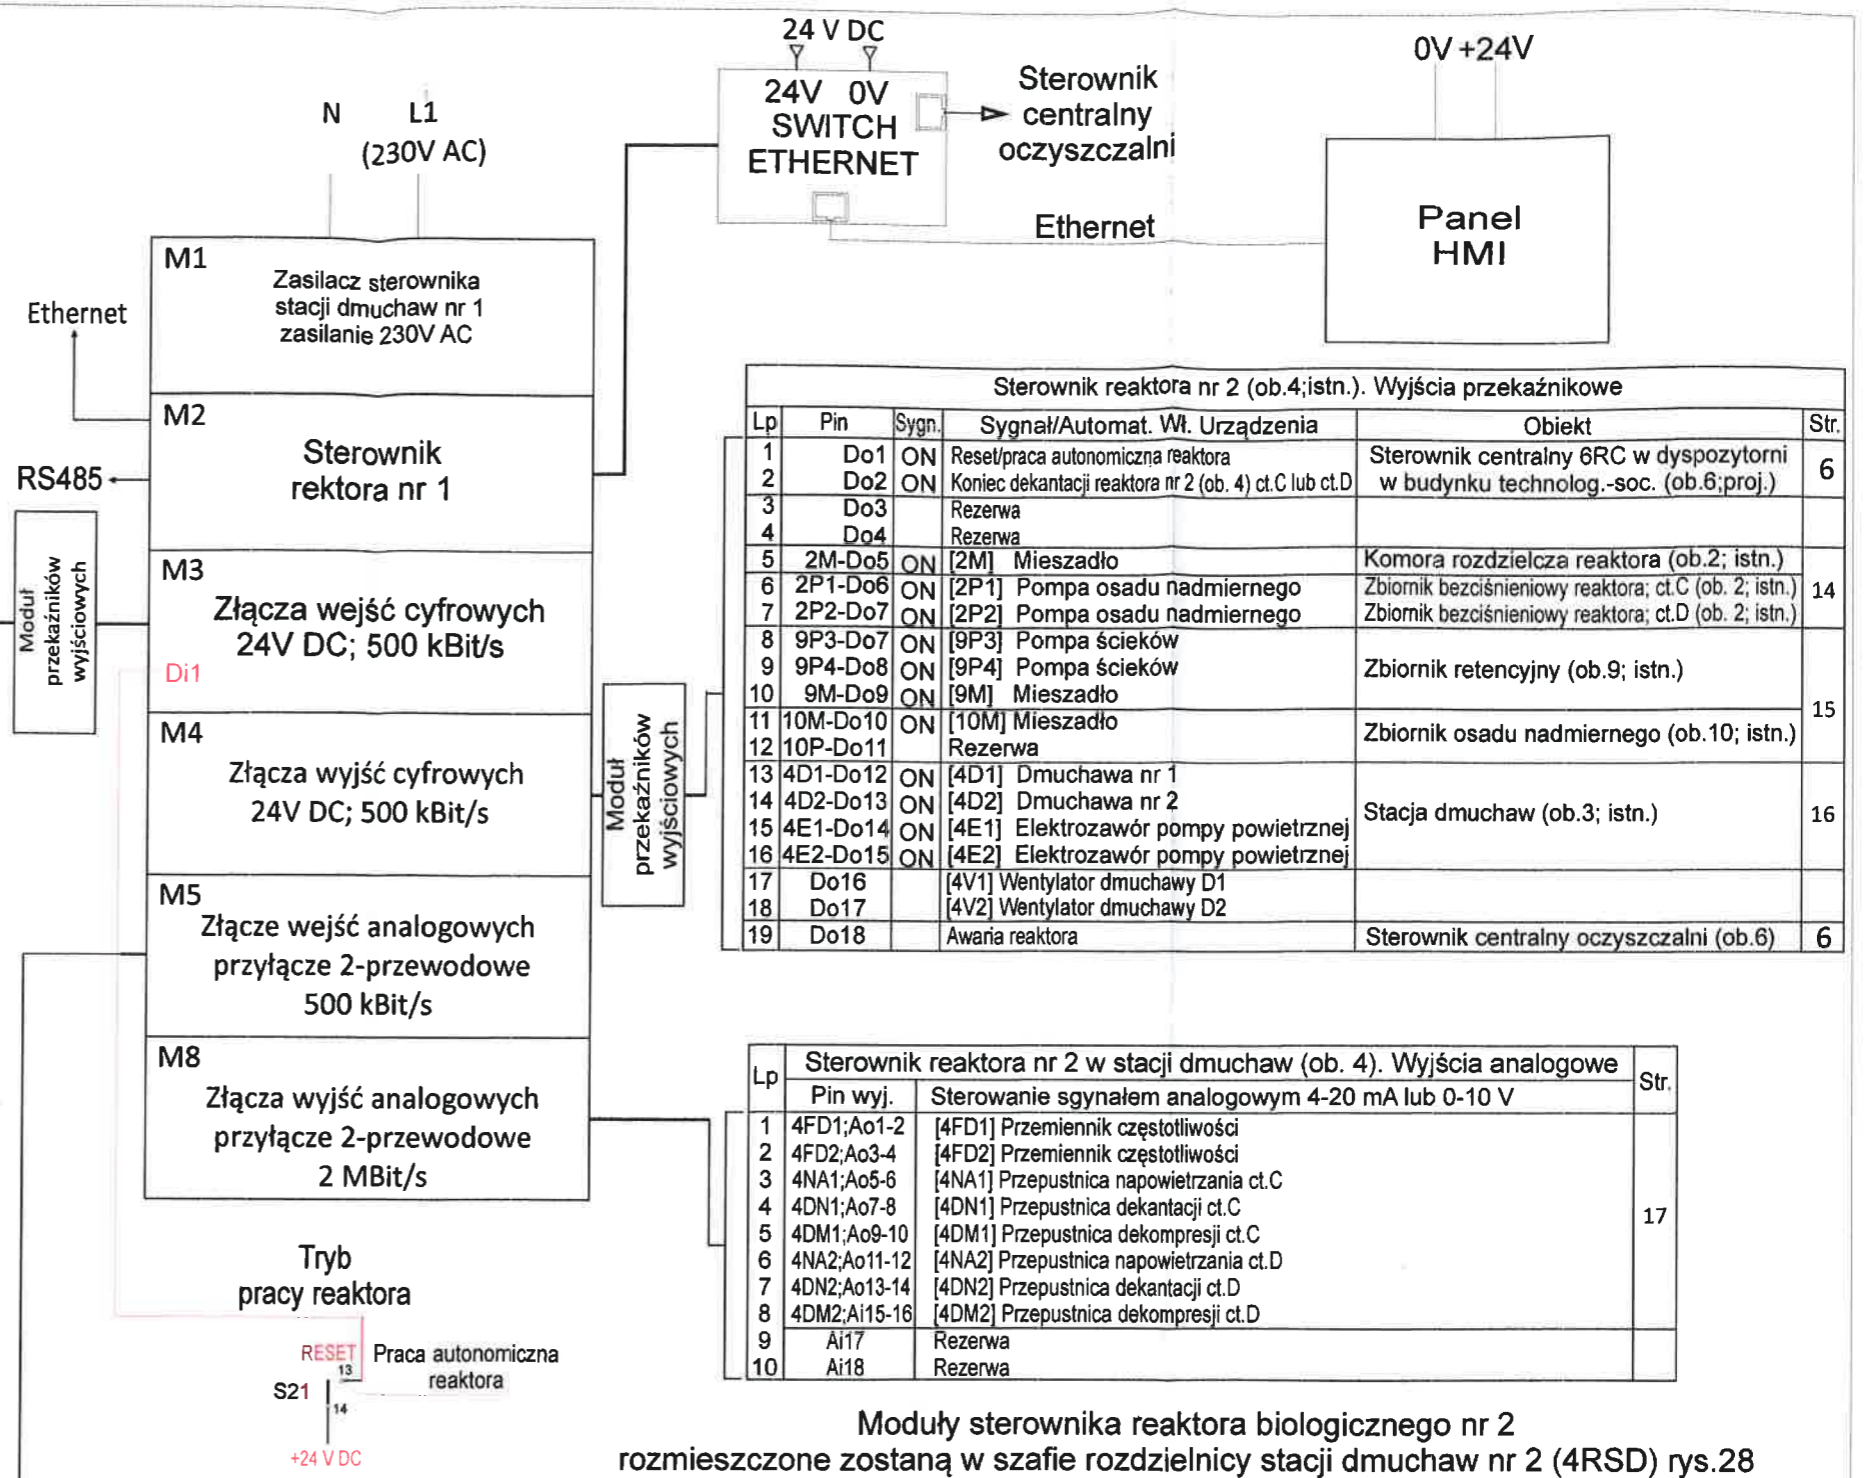 24 V DC
24V 0V
SWITCH
ETHERNET
Sterownik
centralny
oczyszczalni
0V +24V
N L1
(230V AC)
Ethernet
Panel
HMI
M1
Zasilacz sterownika
stacji dmuchaw nr 1
zasilanie 230V AC
Ethernet
M2
Sterownik
rektora nr 1
RS485
Moduł
przekaźników
wyjściowych
M3
Złącza wejść cyfrowych
24V DC; 500 kBit/s
Di1
M4
Złącza wyjść cyfrowych
24V DC; 500 kBit/s
Moduł
przekaźników
wyjściowych
M5
Złącze wejść analogowych
przyłącze 2-przewodowe
500 kBit/s
M8
Złącza wyjść analogowych
przyłącze 2-przewodowe
2 MBit/s
Sterownik reaktora nr 2 (ob.4;istn.). Wyjścia przekaźnikowe
Lp Pin Sygn. Sygnał/Automat. Wł. Urządzenia Obiekt Str.
1 Do1 ON Reset/praca autonomiczna reaktora Sterownik centralny 6RC w dyspozytorni
2 Do2 ON Koniec dekantacji reaktora nr 2 (ob. 4) ct.C lub ct.D w budynku technolog.-soc. (ob.6;proj.) 6
3 Do3 Rezerwa
4 Do4 Rezerwa
5 2M-Do5 ON [2M] Mieszadło Komora rozdzielcza reaktora (ob.2; istn.)
6 2P1-Do6 ON [2P1] Pompa osadu nadmiernego Zbiornik bezciśnieniowy reaktora; ct.C (ob. 2; istn.) 14
7 2P2-Do7 ON [2P2] Pompa osadu nadmiernego Zbiornik bezciśnieniowy reaktora; ct.D (ob. 2; istn.)
8 9P3-Do7 ON [9P3] Pompa ścieków
9 9P4-Do8 ON [9P4] Pompa ścieków Zbiornik retencyjny (ob.9; istn.)
10 9M-Do9 ON [9M] Mieszadło
11 10M-Do10 ON [10M] Mieszadło 15
12 10P-Do11 Rezerwa Zbiornik osadu nadmiernego (ob.10; istn.)
13 4D1-Do12 ON [4D1] Dmuchawa nr 1
14 4D2-Do13 ON [4D2] Dmuchawa nr 2 Stacja dmuchaw (ob.3; istn.) 16
15 4E1-Do14 ON [4E1] Elektrozawór pompy powietrznej
16 4E2-Do15 ON [4E2] Elektrozawór pompy powietrznej
17 Do16 [4V1] Wentylator dmuchawy D1
18 Do17 [4V2] Wentylator dmuchawy D2
19 Do18 Awaria reaktora Sterownik centralny oczyszczalni (ob.6) 6
Lp Sterownik reaktora nr 2 w stacji dmuchaw (ob. 4). Wyjścia analogowe Str.
Pin wyj. Sterowanie sgynałem analogowym 4-20 mA lub 0-10 V
1 4FD1;Ao1-2 [4FD1] Przemiennik częstotliwości
2 4FD2;Ao3-4 [4FD2] Przemiennik częstotliwości
3 4NA1;Ao5-6 [4NA1] Przepustnica napowietrzania ct.C
4 4DN1;Ao7-8 [4DN1] Przepustnica dekantacji ct.C 17
5 4DM1;Ao9-10 [4DM1] Przepustnica dekompresji ct.C
6 4NA2;Ao11-12 [4NA2] Przepustnica napowietrzania ct.D
7 4DN2;Ao13-14 [4DN2] Przepustnica dekantacji ct.D
8 4DM2;Ai15-16 [4DM2] Przepustnica dekompresji ct.D
9 Ai17 Rezerwa
10 Ai18 Rezerwa
Tryb
pracy reaktora
RESET Praca autonomiczna
13 reaktora
S21
14
+24 V DC
Moduły sterownika reaktora biologicznego nr 2
rozmieszczone zostaną w szafie rozdzielnicy stacji dmuchaw nr 2 (4RSD) rys.28